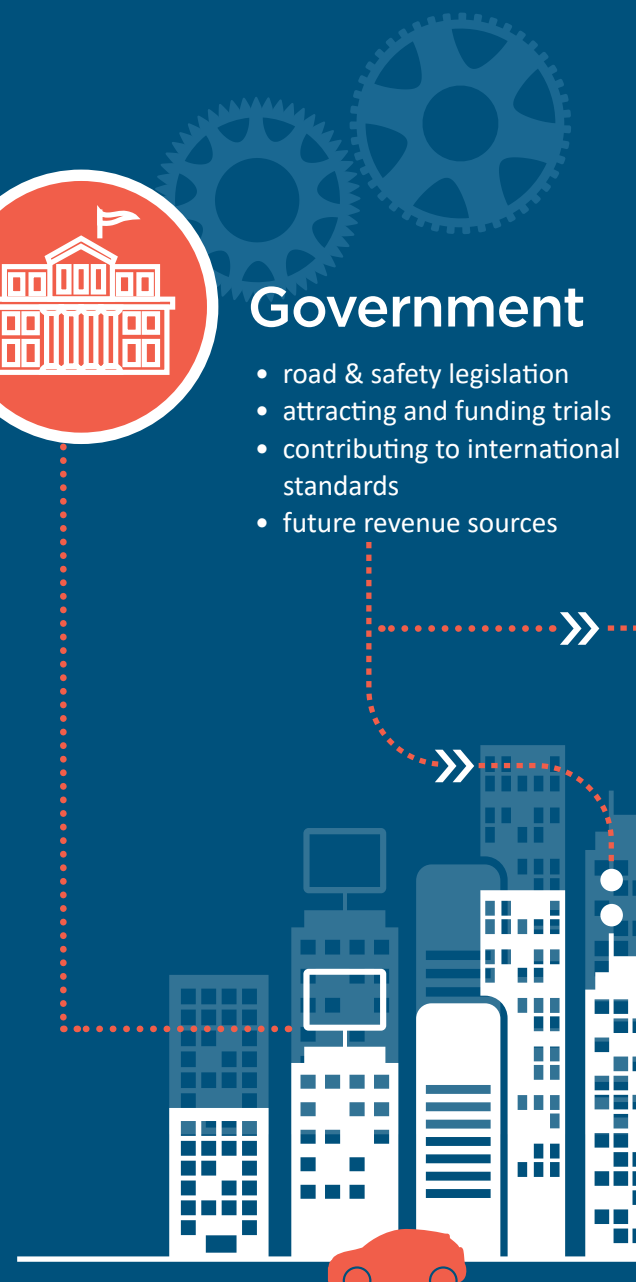 Government
• road & safety legislation
• attracting and funding trials
• contributing to international
standards
• future revenue sources